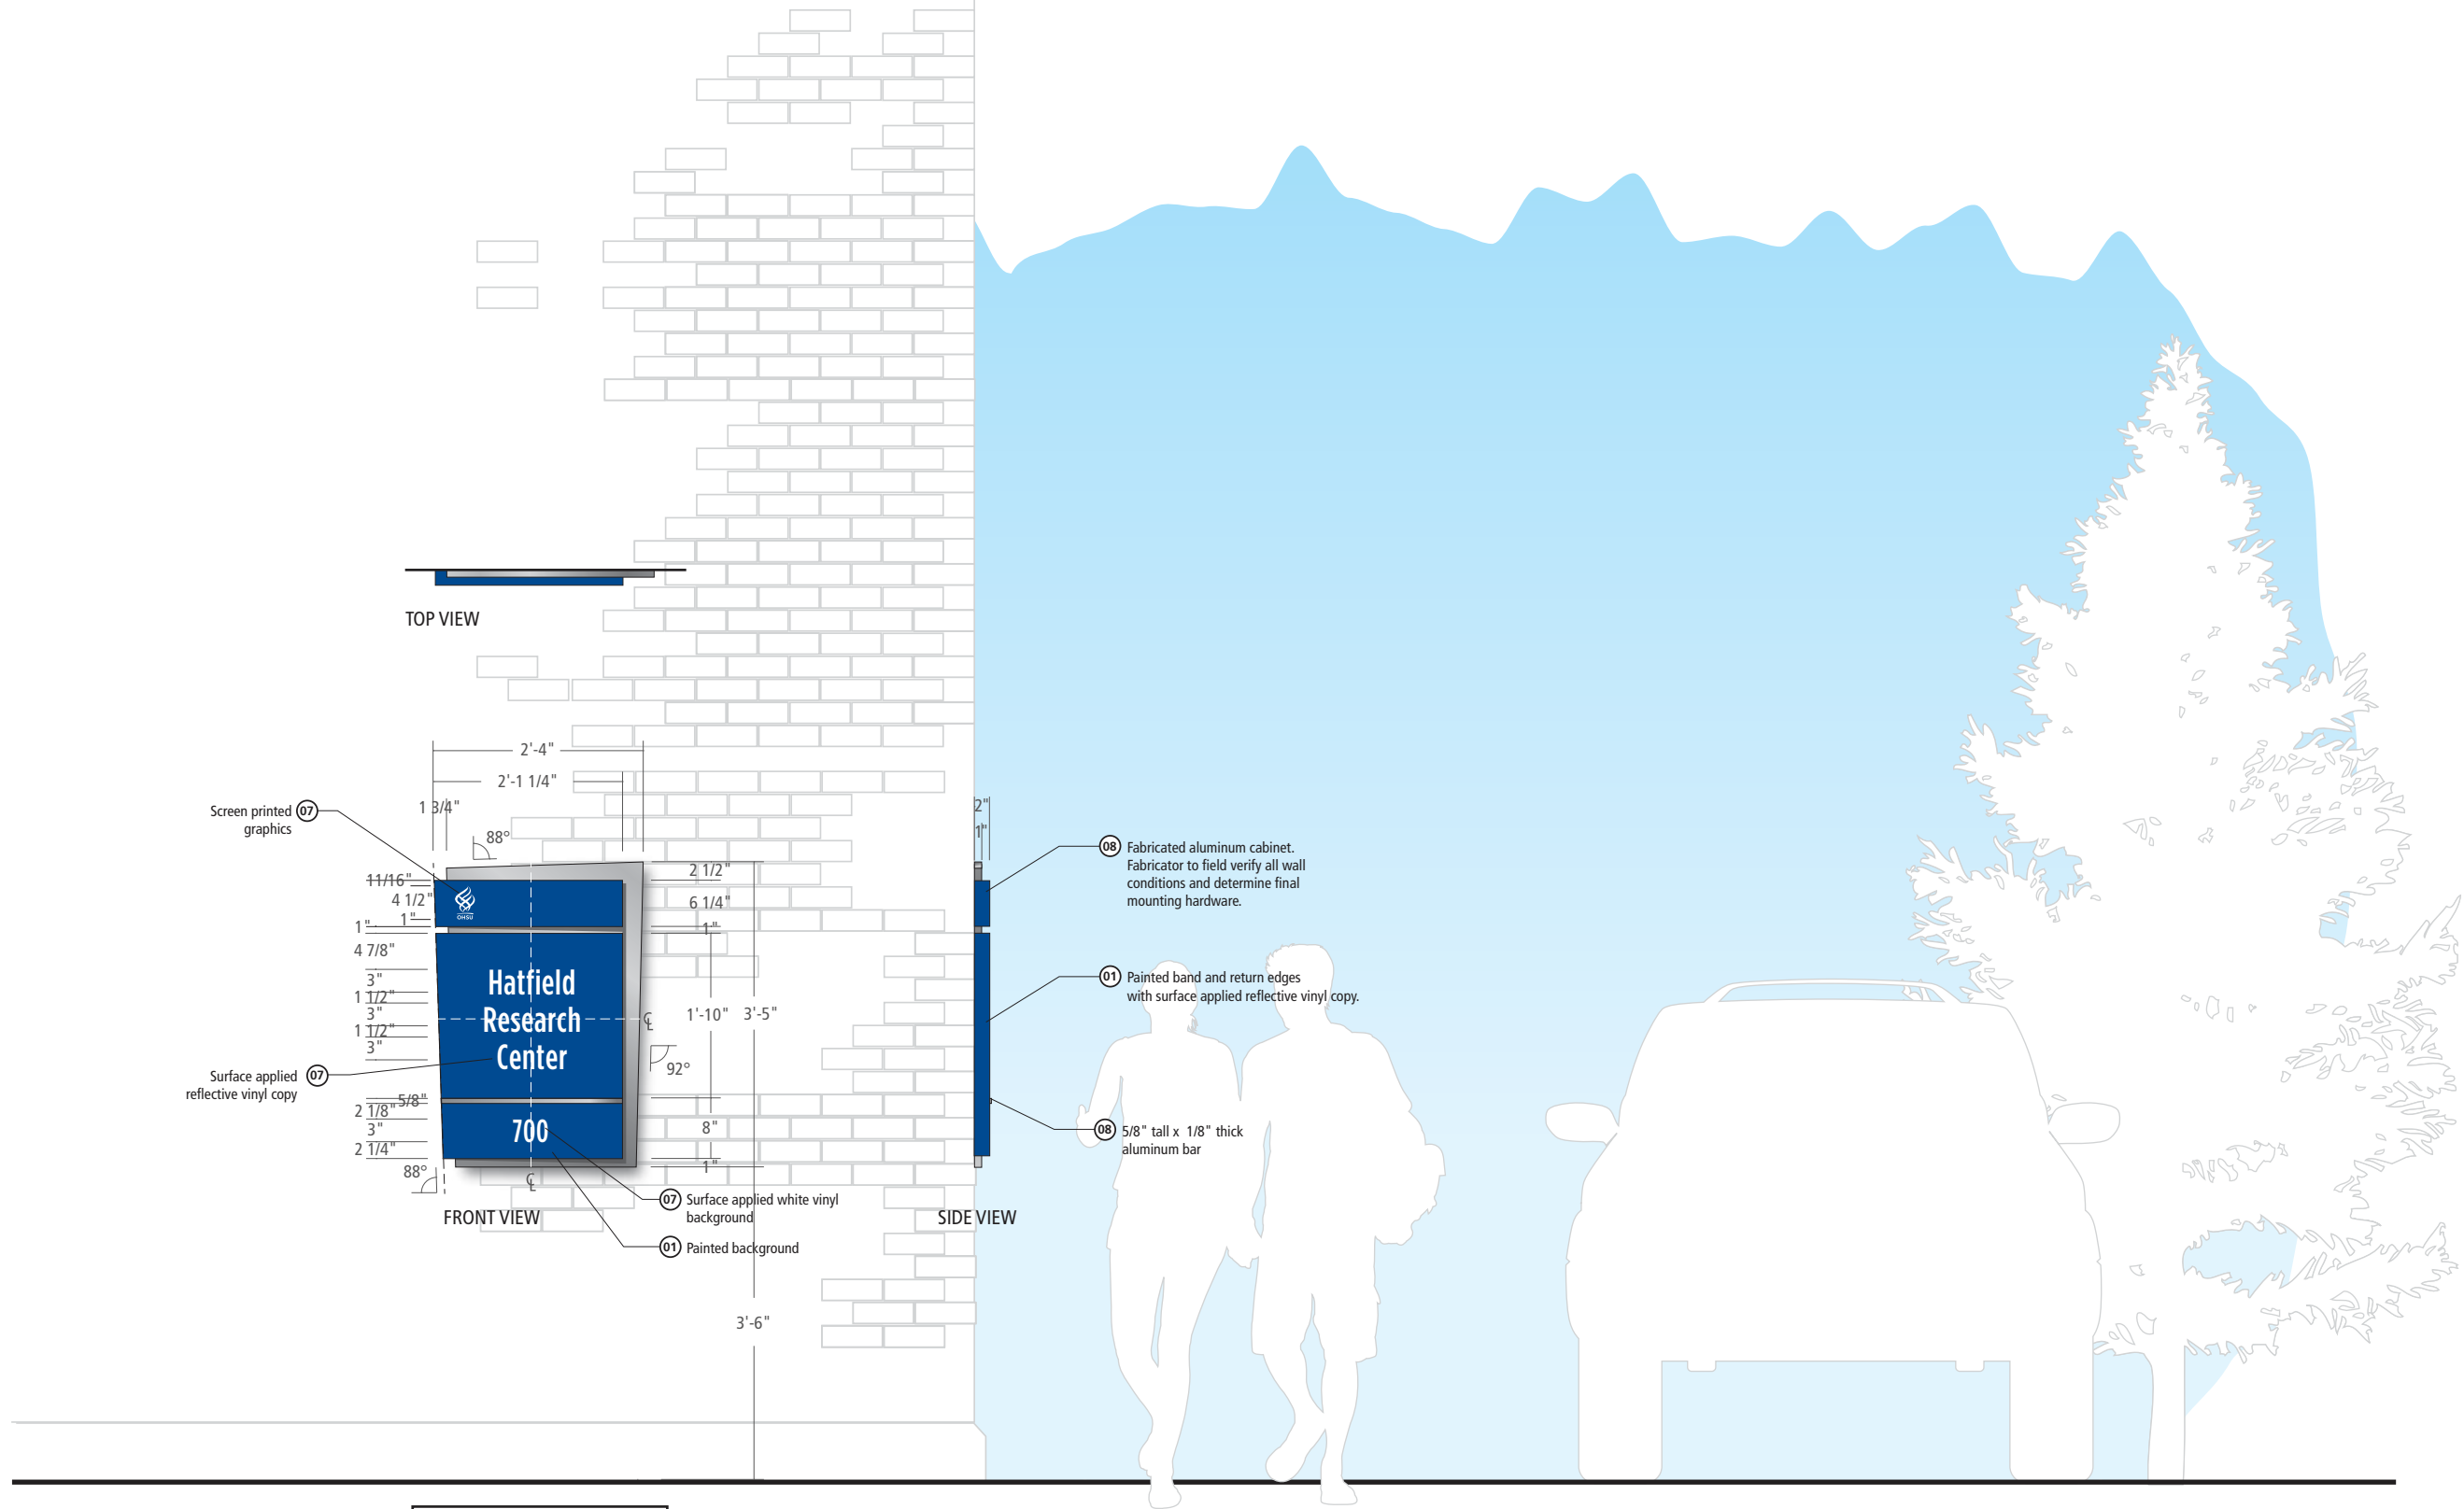 TOP VIEW
2'-4"
2'-1 1/4"
1 3/4"
88°
Screen printed 07
graphics
11/16"
4 1/2"
1"
1"
4 7/8"
3"
1 1/2"
3"
1 1/2"
3"
5/8"
2 1/8"
3"
2 1/4"
88°
Surface applied 07
reflective vinyl copy
OHSU
Hatfield
Research
Center
700
2 1/2"
6 1/4"
1"
1'-10"
3'-5"
92°
8"
1"
3'-6"
07 Surface applied white vinyl
background
01 Painted background
FRONT VIEW
2"
1"
08 Fabricated aluminum cabinet.
Fabricator to field verify all wall
conditions and determine final
mounting hardware.
01 Painted band and return edges
with surface applied reflective vinyl copy.
08 5/8" tall x 1/8" thick
aluminum bar
SIDE VIEW